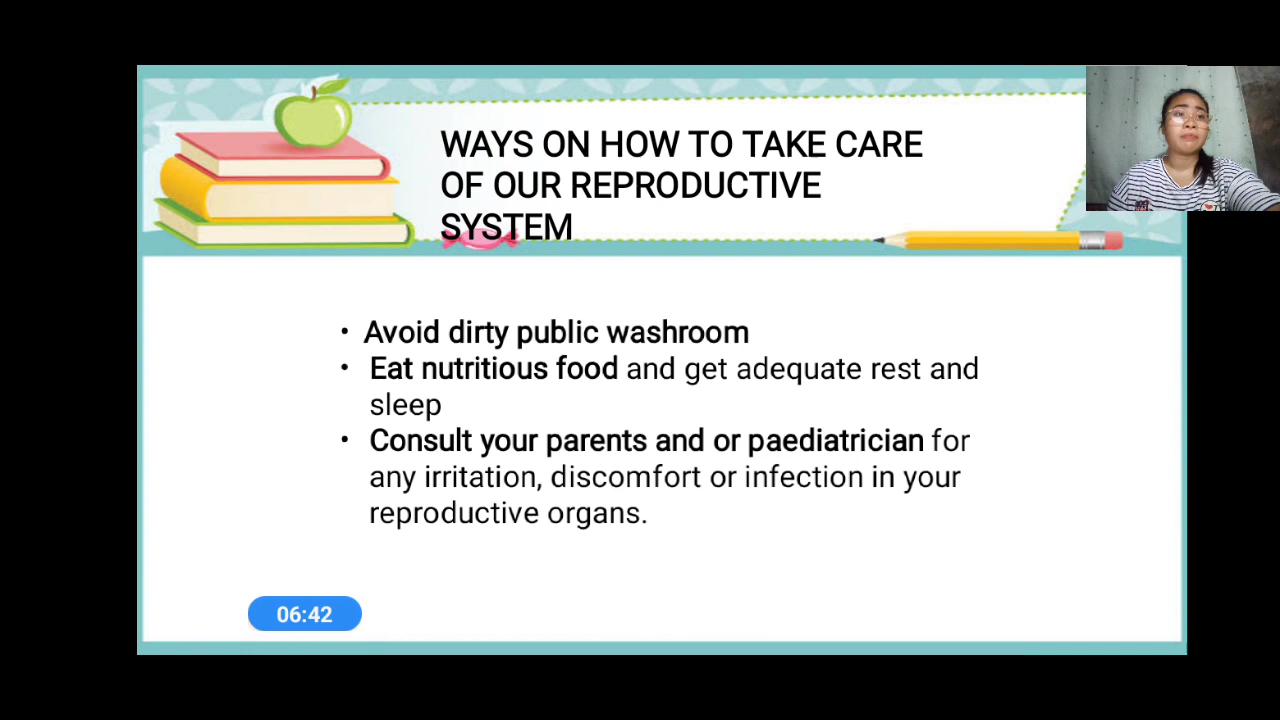 WAYS ON HOW TO TAKE CARE
OF OUR REPRODUCTIVE
SYSTEM
• Avoid dirty public washroom
• Eat nutritious food and get adequate rest and
sleep
• Consult your parents and or paediatrician for
any irritation, discomfort or infection in your
reproductive organs.
06:42